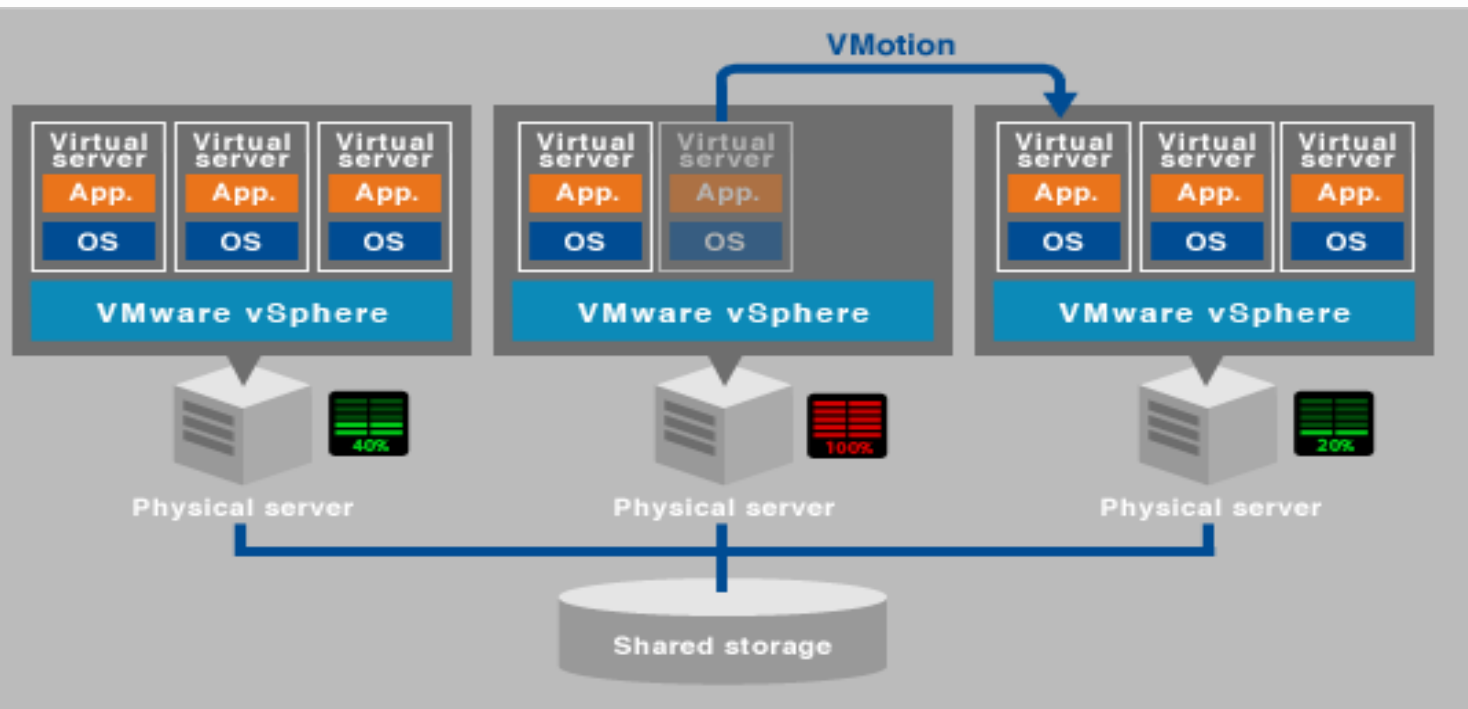 VMotion
Virtual server
App.
OS
Virtual server
App.
OS
Virtual server
App.
OS
VMware vSphere
40%
Physical server
Virtual server
App.
OS
Virtual server
App.
OS
VMware vSphere
100%
Physical server
Virtual server
App.
OS
Virtual server
App.
OS
Virtual server
App.
OS
VMware vSphere
20%
Physical server
Shared storage